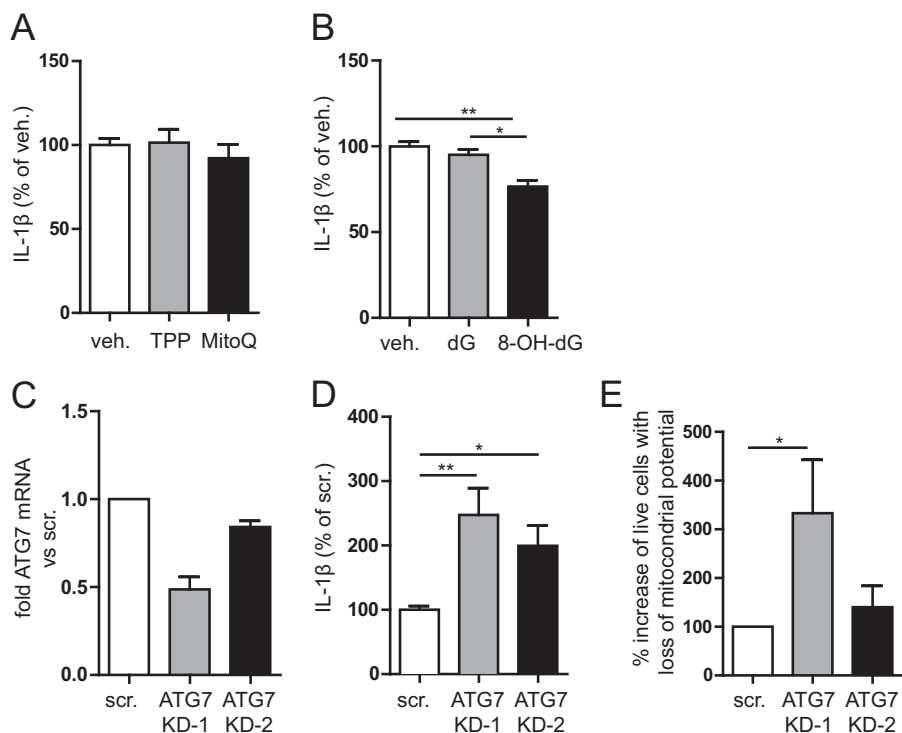 A
IL-1β (% of veh.)
150
100
50
0
veh. TPP MitoQ
B
IL-1β (% of veh.)
150
100
50
0
**
*
veh. dG 8-OH-dG
C
fold ATG7 mRNA
vs scr.
1.5
1.0
0.5
0.0
scr. ATG7 ATG7
KD-1 KD-2
D
IL-1β (% of scr.)
400
300
200
100
0
*
**
scr. ATG7 ATG7
KD-1 KD-2
E
% increase of live cells with
loss of mitocondrial potential
500
400
300
200
100
0
*
scr. ATG7 ATG7
KD-1 KD-2